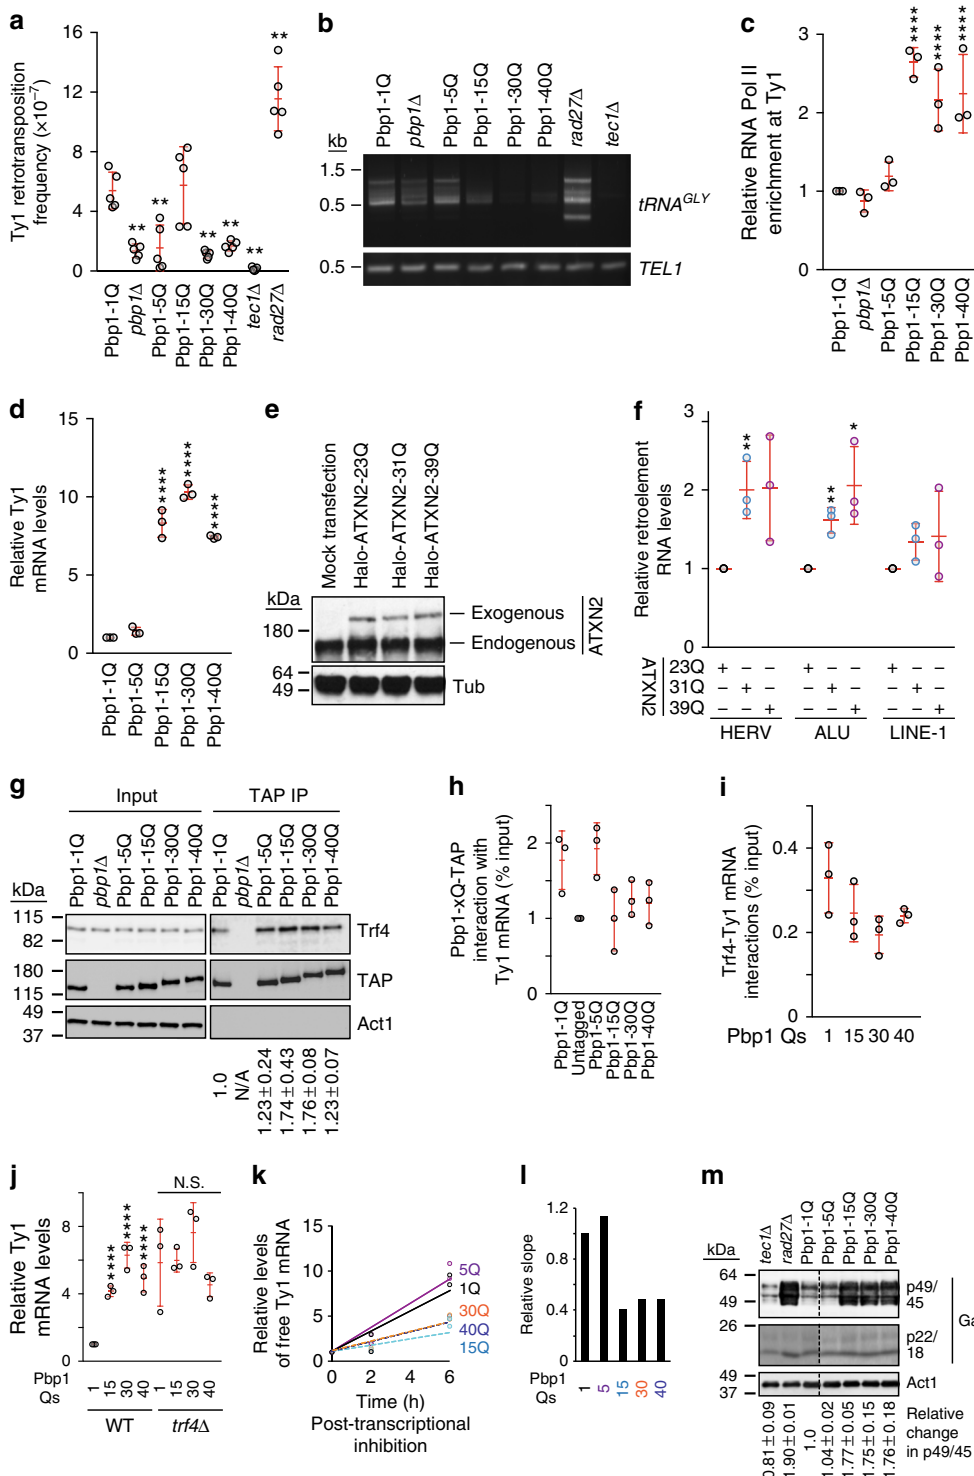 a
Ty1 retrotransposition
frequency (×10⁻⁷)
16
12
8
4
0
**
**
**
**
**
**
Pbp1-1Q
pbp1Δ
Pbp1-5Q
Pbp1-15Q
Pbp1-30Q
Pbp1-40Q
tec1Δ
rad27Δ
b
kb
Pbp1-1Q
pbp1Δ
Pbp1-5Q
Pbp1-15Q
Pbp1-30Q
Pbp1-40Q
rad27Δ
tec1Δ
1.5
0.5
tRNA^GLY
0.5
TEL1
c
Relative RNA Pol II
enrichment at Ty1
3
2
1
0
****
****
****
Pbp1-1Q
pbp1Δ
Pbp1-5Q
Pbp1-15Q
Pbp1-30Q
Pbp1-40Q
d
Relative Ty1
mRNA levels
15
10
5
0
****
****
****
Pbp1-1Q
Pbp1-5Q
Pbp1-15Q
Pbp1-30Q
Pbp1-40Q
e
Mock transfection
Halo-ATXN2-23Q
Halo-ATXN2-31Q
Halo-ATXN2-39Q
kDa
180
64
49
Exogenous
Endogenous
ATXN2
Tub
f
Relative retroelement
RNA levels
3
2
1
0
**
**
*
ATXN2
23Q + − − + − − + − −
31Q − + − − + − − + −
39Q − − + − − + − − +
HERV
ALU
LINE-1
g
Input
TAP IP
Pbp1-1Q
pbp1Δ
Pbp1-5Q
Pbp1-15Q
Pbp1-30Q
Pbp1-40Q
Pbp1-1Q
pbp1Δ
Pbp1-5Q
Pbp1-15Q
Pbp1-30Q
Pbp1-40Q
kDa
115
82
Trf4
180
115
TAP
49
37
Act1
1.0
N/A
1.23±0.24
1.74±0.43
1.76±0.08
1.23±0.07
h
Pbp1-xQ-TAP
interaction with
Ty1 mRNA (% input)
2
1
0
Pbp1-1Q
Untagged
Pbp1-5Q
Pbp1-15Q
Pbp1-30Q
Pbp1-40Q
i
Trf4-Ty1 mRNA
interactions (% input)
0.4
0.2
0
Pbp1 Qs 1 15 30 40
j
Relative Ty1
mRNA levels
8
4
0
****
****
****
N.S.
Pbp1
Qs
1 15 30 40 1 15 30 40
WT
trf4Δ
k
Relative levels
of free Ty1 mRNA
15
10
5
0
5Q
1Q
30Q
40Q
15Q
0 2 4 6
Time (h)
Post-transcriptional
inhibition
l
Relative slope
1.2
0.8
0.4
0
Pbp1
Qs
1 5 15 30 40
m
tec1Δ
rad27Δ
Pbp1-1Q
Pbp1-5Q
Pbp1-15Q
Pbp1-30Q
Pbp1-40Q
kDa
64
49
p49/
45
26
18
p22/
18
Ga
49
37
Act1
0.81±0.09
1.90±0.01
1.0
1.04±0.02
1.77±0.05
1.75±0.15
1.76±0.18
Relative
change
in p49/45